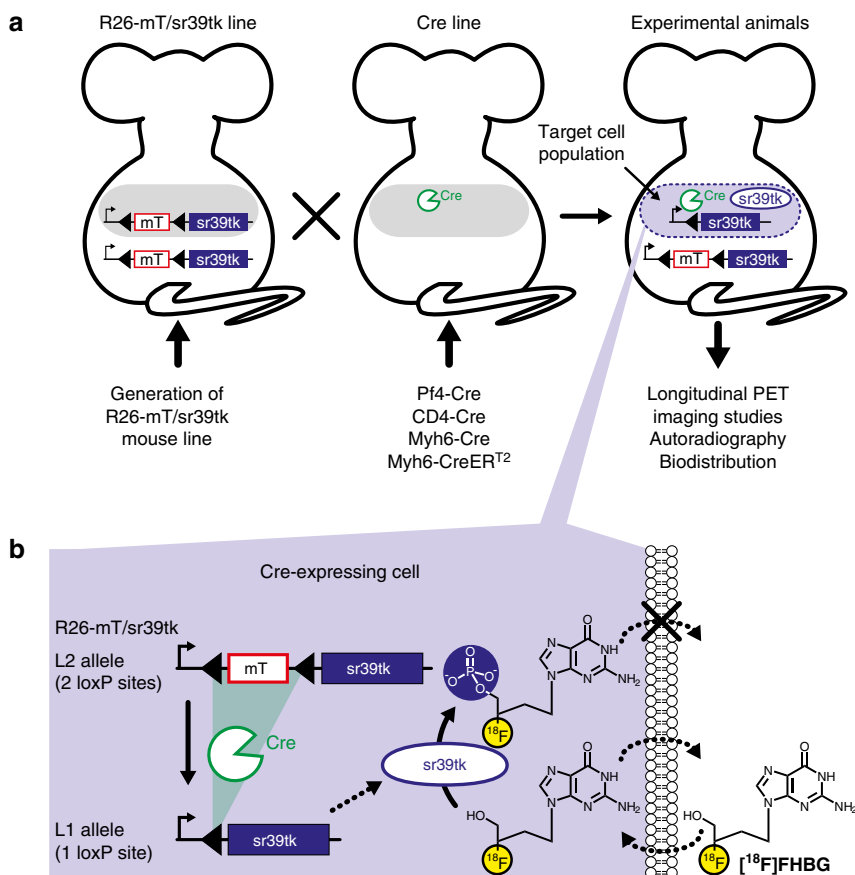 a
R26-mT/sr39tk line
Cre line
Experimental animals
Target cell
population
mT sr39tk
mT sr39tk
Cre
Cre
sr39tk
sr39tk
mT sr39tk
Generation of
R26-mT/sr39tk
mouse line
Pf4-Cre
CD4-Cre
Myh6-Cre
Myh6-CreERT2
Longitudinal PET
imaging studies
Autoradiography
Biodistribution
b
Cre-expressing cell
R26-mT/sr39tk
L2 allele
(2 loxP sites)
mT sr39tk
Cre
L1 allele
(1 loxP site)
sr39tk
sr39tk
O
-O P O-
O
18F
O
N NH
N N NH2
HO
18F
O
N NH
N N NH2
HO
18F
O
N NH
N N NH2
[18F]FHBG